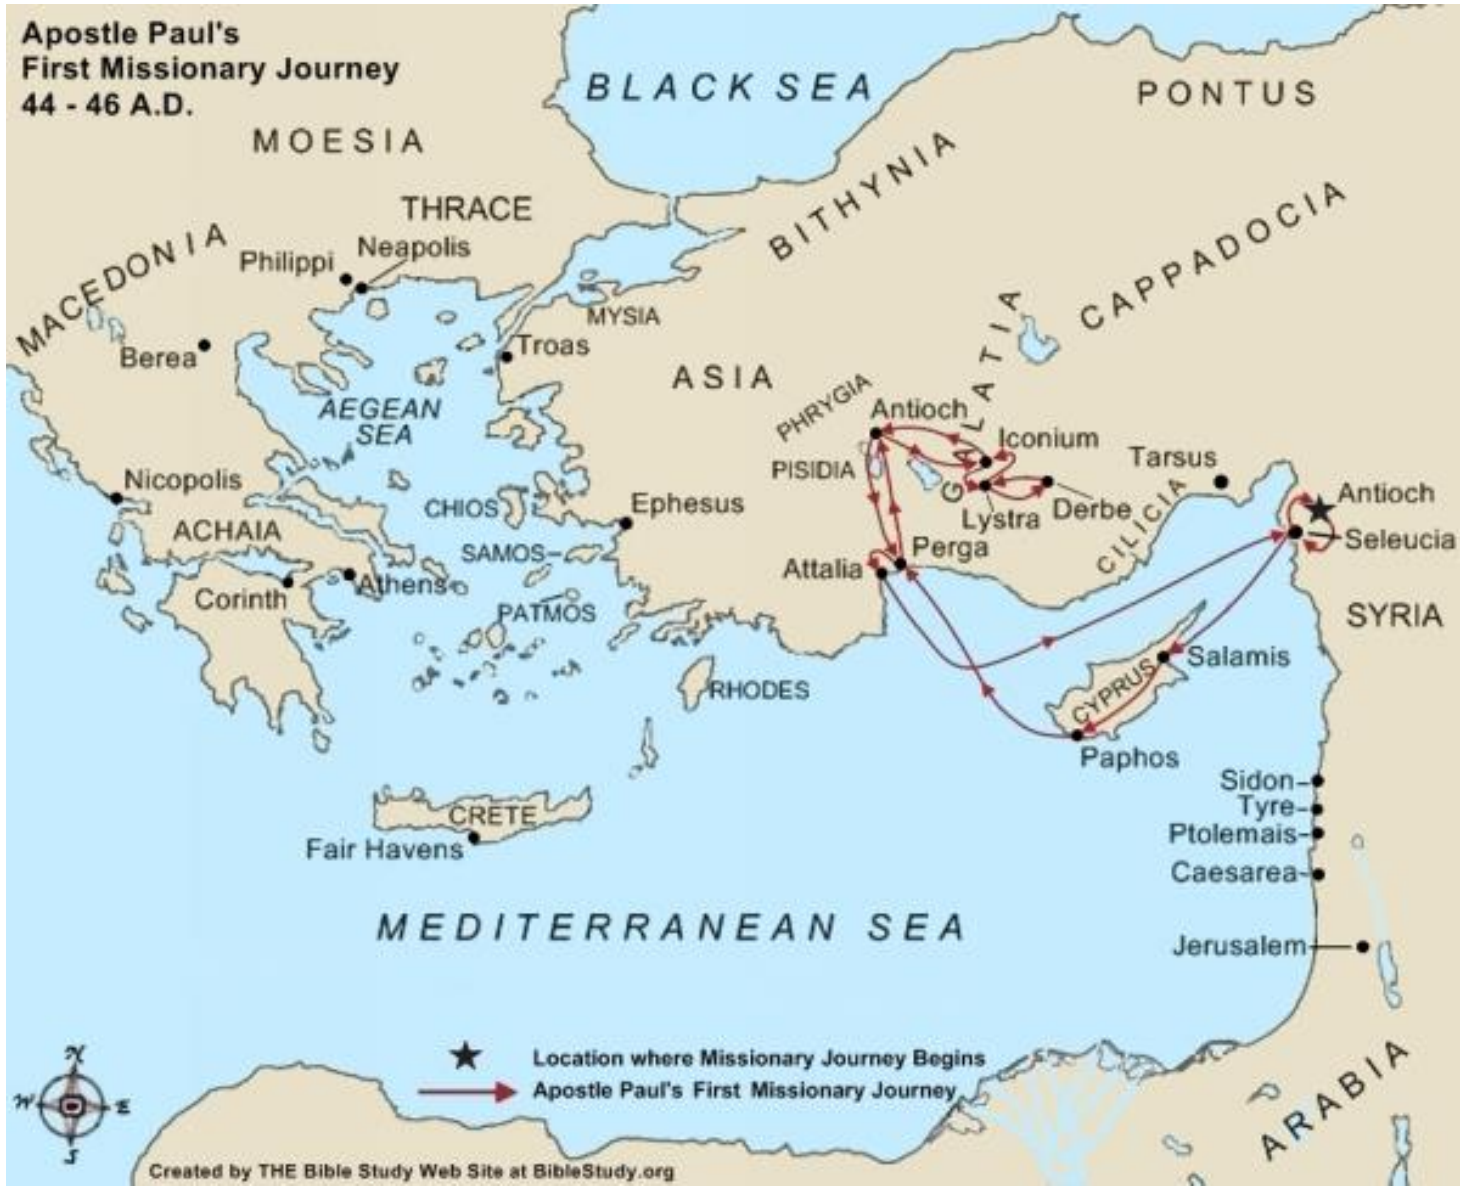 Apostle Paul's
First Missionary Journey
44 - 46 A.D.
BLACK SEA
PONTUS
MOESIA
BITHYNIA
THRACE
CAPPADOCIA
MACEDONIA
Neapolis
Philippi
MYSIA
Troas
Berea
GALATIA
ASIA
PHRYGIA
Antioch
AEGEAN
SEA
Iconium
Tarsus
PISIDIA
Nicopolis
Antioch
CHIOS
Ephesus
Derbe
Lystra
CILICIA
ACHAIA
Seleucia
SAMOS
Perga
Attalia
Athens
Corinth
PATMOS
SYRIA
Salamis
RHODES
CYPRUS
Paphos
Sidon
Tyre
CRETE
Ptolemais
Fair Havens
Caesarea
MEDITERRANEAN SEA
Jerusalem
N
W
E
S
Location where Missionary Journey Begins
Apostle Paul's First Missionary Journey
ARABIA
Created by THE Bible Study Web Site at BibleStudy.org